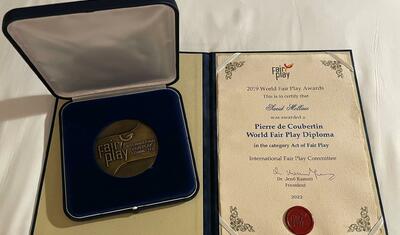 fair
play
fair
play
2019 World Fair Play Awards
This is to certify that
was awarded a
Pierre de Coubertin
World Fair Play Diploma
in the category Act of Fair Play
International Fair Play Committee
Dr. Jenő Kamuti
President
2022